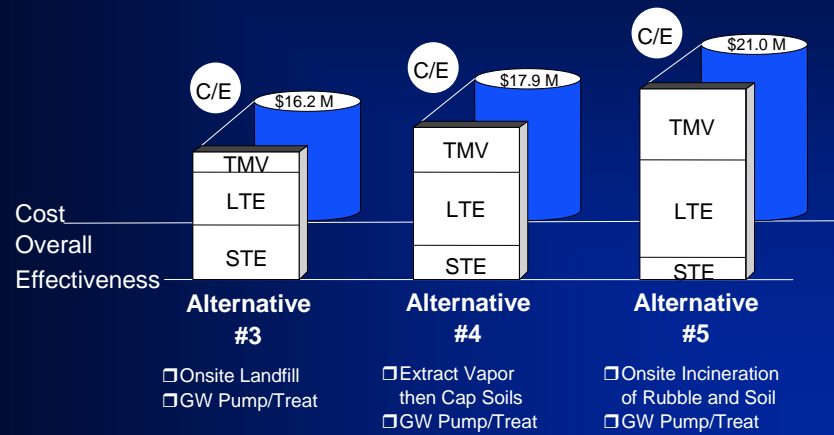 C/E
$16.2 M
TMV
LTE
STE
C/E
$17.9 M
TMV
LTE
STE
C/E
$21.0 M
TMV
LTE
STE
Cost
Overall
Effectiveness
Alternative
#3
❒Onsite Landfill
❒GW Pump/Treat
Alternative
#4
❒Extract Vapor
then Cap Soils
❒GW Pump/Treat
Alternative
#5
❒Onsite Incineration
of Rubble and Soil
❒GW Pump/Treat